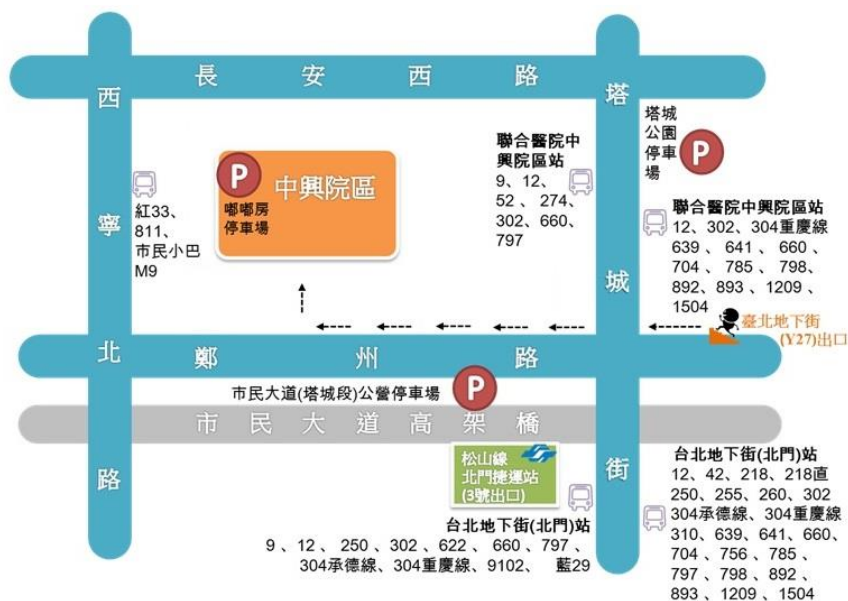 長安西路
西寧北路
塔城街
塔城
公園
停車
場
P
聯合醫院中
興院區站
9、12、
52、274、
302、660、
797
P
中興院區
嘟嘟房
停車場
紅33、
811、
市民小巴
M9
聯合醫院中興院區站
12、302、304重慶線
639、641、660、
704、785、798、
892、893、1209、
1504
臺北地下街
(Y27)出口
鄭州路
市民大道(塔城段)公營停車場
P
市民大道高架橋
松山線
北門捷運站
(3號出口)
台北地下街(北門)站
9、12、250、302、622、660、797、
304承德線、304重慶線、9102、 藍29
台北地下街(北門)站
12、42、218、218直
250、255、260、302
304承德線、304重慶線
310、639、641、660、
704、756、785、
797、798、892、
893、1209、1504